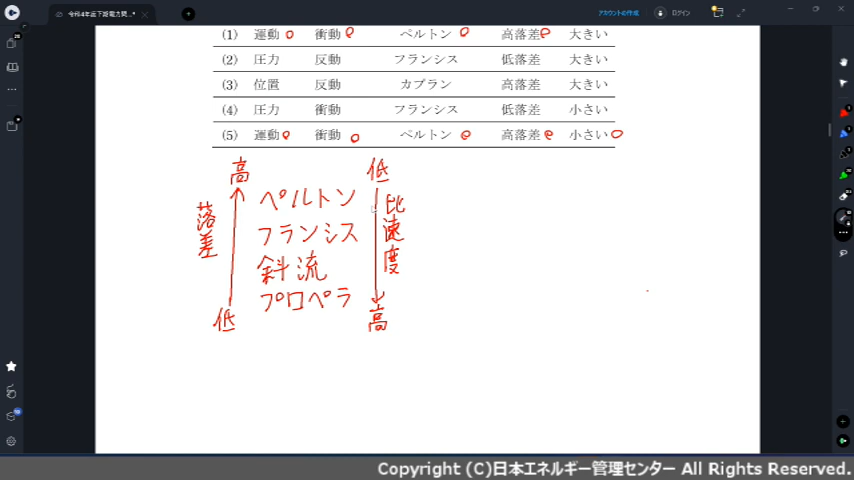 令和4年度下期電力問...*
アカウントの作成
ログイン
(1) 運動 衝動 ペルトン 高落差 大きい
(2) 圧力 反動 フランシス 低落差 大きい
(3) 位置 反動 カプラン 高落差 大きい
(4) 圧力 衝動 フランシス 低落差 小さい
(5) 運動 衝動 ペルトン 高落差 小さい
高 低
落差
ペルトン
フランシス
斜流
プロペラ
比速度
低 高
Copyright (C)日本エネルギー管理センター All Rights Reserved.